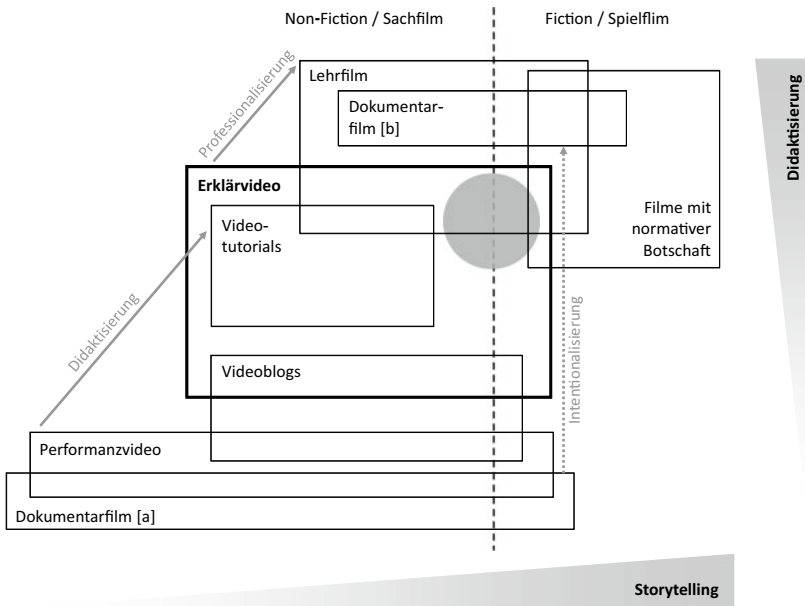 Non-Fiction / Sachfilm
Fiction / Spielflim
Professionalisierung
Lehrfilm
Dokumentar-
film [b]
Didaktisierung
Erklärvideo
Video-
tutorials
Filme mit
normativer
Botschaft
Didaktisierung
Intentionalisierung
Videoblogs
Performanzvideo
Dokumentarfilm [a]
Storytelling